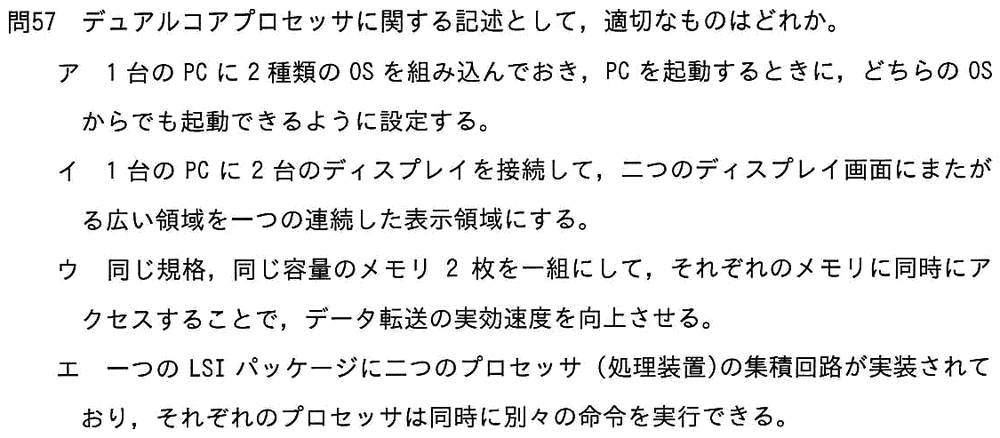 問57 デュアルコアプロセッサに関する記述として，適切なものはどれか。
ア 1台のPCに2種類のOSを組み込んでおき，PCを起動するときに，どちらのOS
からでも起動できるように設定する。
イ 1台のPCに2台のディスプレイを接続して，二つのディスプレイ画面にまたが
る広い領域を一つの連続した表示領域にする。
ウ 同じ規格，同じ容量のメモリ2枚を一組にして，それぞれのメモリに同時にア
クセスすることで，データ転送の実効速度を向上させる。
エ 一つのLSIパッケージに二つのプロセッサ（処理装置）の集積回路が実装されて
おり，それぞれのプロセッサは同時に別々の命令を実行できる。